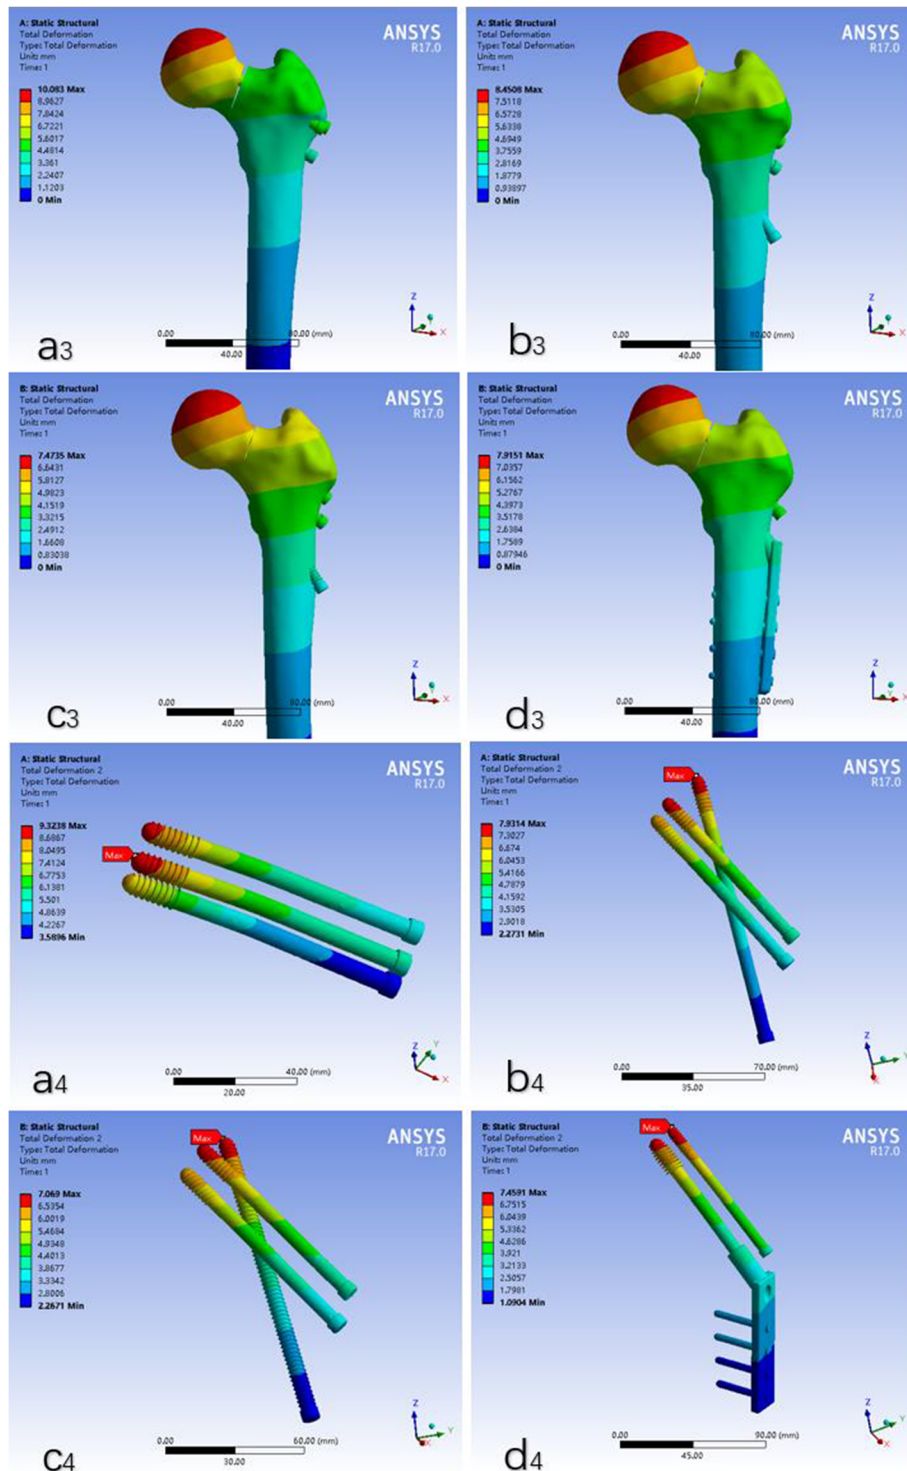 A: Static Structural
Total Deformation
Type: Total Deformation
Unit: mm
Time: 1
10.083 Max
8.9627
7.8424
6.7221
5.6017
4.4814
3.361
2.2407
1.1203
0 Min
ANSYS
R17.0
0.00
80.00 (mm)
40.00
Z
Y
X
a3
A: Static Structural
Total Deformation
Type: Total Deformation
Unit: mm
Time: 1
8.4508 Max
7.5118
6.5728
5.6338
4.6949
3.7559
2.8169
1.8779
0.93897
0 Min
ANSYS
R17.0
0.00
80.00 (mm)
40.00
Z
Y
X
b3
B: Static Structural
Total Deformation
Type: Total Deformation
Unit: mm
Time: 1
7.4735 Max
6.6431
5.8127
4.9823
4.1519
3.3215
2.4912
1.6608
0.83038
0 Min
ANSYS
R17.0
0.00
80.00 (mm)
40.00
Z
Y
X
c3
B: Static Structural
Total Deformation
Type: Total Deformation
Unit: mm
Time: 1
7.9151 Max
7.0357
6.1562
5.2767
4.3973
3.5178
2.6384
1.7589
0.87946
0 Min
ANSYS
R17.0
0.00
80.00 (mm)
40.00
Z
Y
X
d3
A: Static Structural
Total Deformation 2
Type: Total Deformation
Unit: mm
Time: 1
9.3238 Max
8.6867
8.0495
7.4124
6.7753
6.1381
5.501
4.8639
4.2267
3.5896 Min
ANSYS
R17.0
Max
0.00
40.00 (mm)
20.00
Z
Y
X
a4
A: Static Structural
Total Deformation 2
Type: Total Deformation
Unit: mm
Time: 1
7.9314 Max
7.3027
6.674
6.0453
5.4166
4.7879
4.1592
3.5305
2.9018
2.2731 Min
ANSYS
R17.0
Max
0.00
70.00 (mm)
35.00
Z
Y
X
b4
B: Static Structural
Total Deformation 2
Type: Total Deformation
Unit: mm
Time: 1
7.069 Max
6.5354
6.0019
5.4684
4.9348
4.4013
3.8677
3.3342
2.8006
2.2671 Min
ANSYS
R17.0
Max
0.00
60.00 (mm)
30.00
Z
Y
X
c4
B: Static Structural
Total Deformation 2
Type: Total Deformation
Unit: mm
Time: 1
7.4591 Max
6.7515
6.0439
5.3362
4.6286
3.921
3.2133
2.5057
1.7981
1.0904 Min
ANSYS
R17.0
Max
0.00
90.00 (mm)
45.00
Z
Y
X
d4